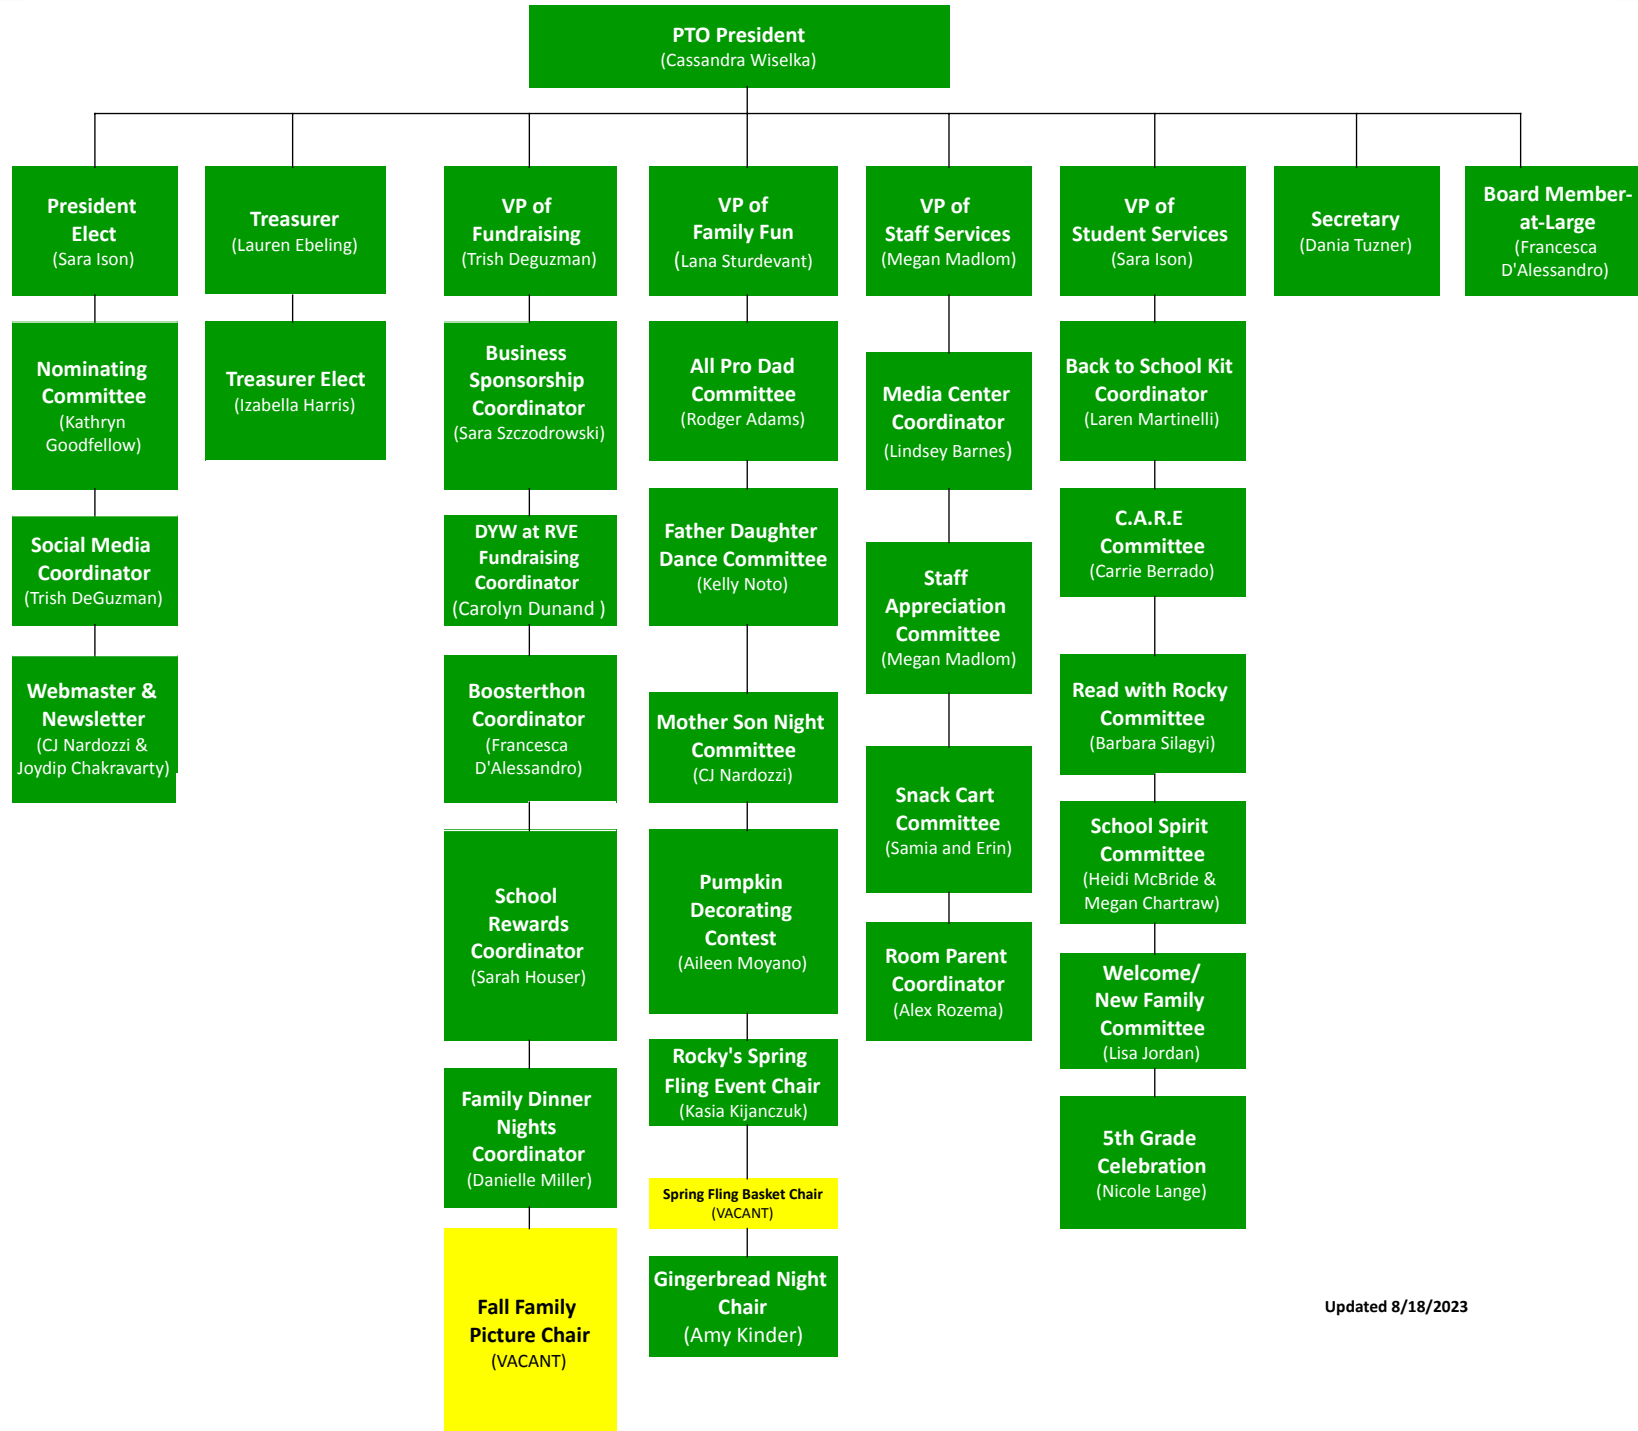 PTO President
(Cassandra Wiselka)
President
Elect
(Sara Ison)
Treasurer
(Lauren Ebeling)
VP of
Fundraising
(Trish Deguzman)
VP of
Family Fun
(Lana Sturdevant)
VP of
Staff Services
(Megan Madlom)
VP of
Student Services
(Sara Ison)
Secretary
(Dania Tuzner)
Board Member-
at-Large
(Francesca
D'Alessandro)
Nominating
Committee
(Kathryn
Goodfellow)
Social Media
Coordinator
(Trish DeGuzman)
Webmaster &
Newsletter
(CJ Nardozzi &
Joydip Chakravarty)
Treasurer Elect
(Izabella Harris)
Business
Sponsorship
Coordinator
(Sara Szczodrowski)
DYW at RVE
Fundraising
Coordinator
(Carolyn Dunand )
Boosterthon
Coordinator
(Francesca
D'Alessandro)
School
Rewards
Coordinator
(Sarah Houser)
Family Dinner
Nights
Coordinator
(Danielle Miller)
Fall Family
Picture Chair
(VACANT)
All Pro Dad
Committee
(Rodger Adams)
Father Daughter
Dance Committee
(Kelly Noto)
Mother Son Night
Committee
(CJ Nardozzi)
Pumpkin
Decorating
Contest
(Aileen Moyano)
Rocky's Spring
Fling Event Chair
(Kasia Kijanczuk)
Spring Fling Basket Chair
(VACANT)
Gingerbread Night
Chair
(Amy Kinder)
Media Center
Coordinator
(Lindsey Barnes)
Staff
Appreciation
Committee
(Megan Madlom)
Snack Cart
Committee
(Samia and Erin)
Room Parent
Coordinator
(Alex Rozema)
Back to School Kit
Coordinator
(Laren Martinelli)
C.A.R.E
Committee
(Carrie Berrado)
Read with Rocky
Committee
(Barbara Silagyi)
School Spirit
Committee
(Heidi McBride &
Megan Chartraw)
Welcome/
New Family
Committee
(Lisa Jordan)
5th Grade
Celebration
(Nicole Lange)
Updated 8/18/2023